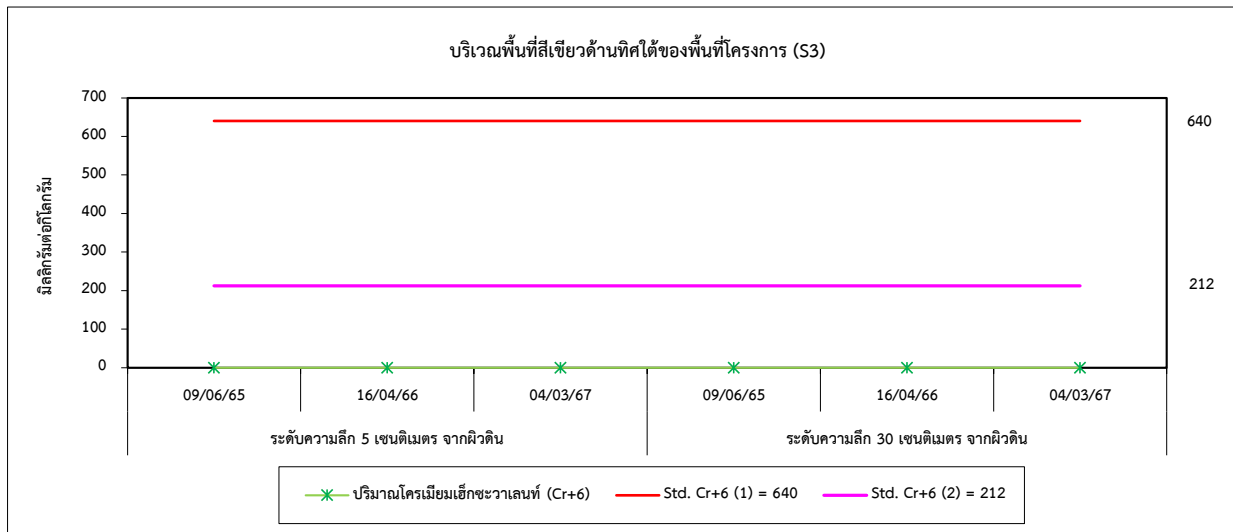 บริเวณพื้นที่สีเขียวด้านทิศใต้ของพื้นที่โครงการ (S3)
มิลลิกรัมต่อกิโลกรัม
700
600
500
400
300
200
100
0
640
212
09/06/65 16/04/66 04/03/67 09/06/65 16/04/66 04/03/67
ระดับความลึก 5 เซนติเมตร จากผิวดิน ระดับความลึก 30 เซนติเมตร จากผิวดิน
ปริมาณโครเมียมเฮ็กซะวาเลนท์ (Cr+6) Std. Cr+6 (1) = 640 Std. Cr+6 (2) = 212